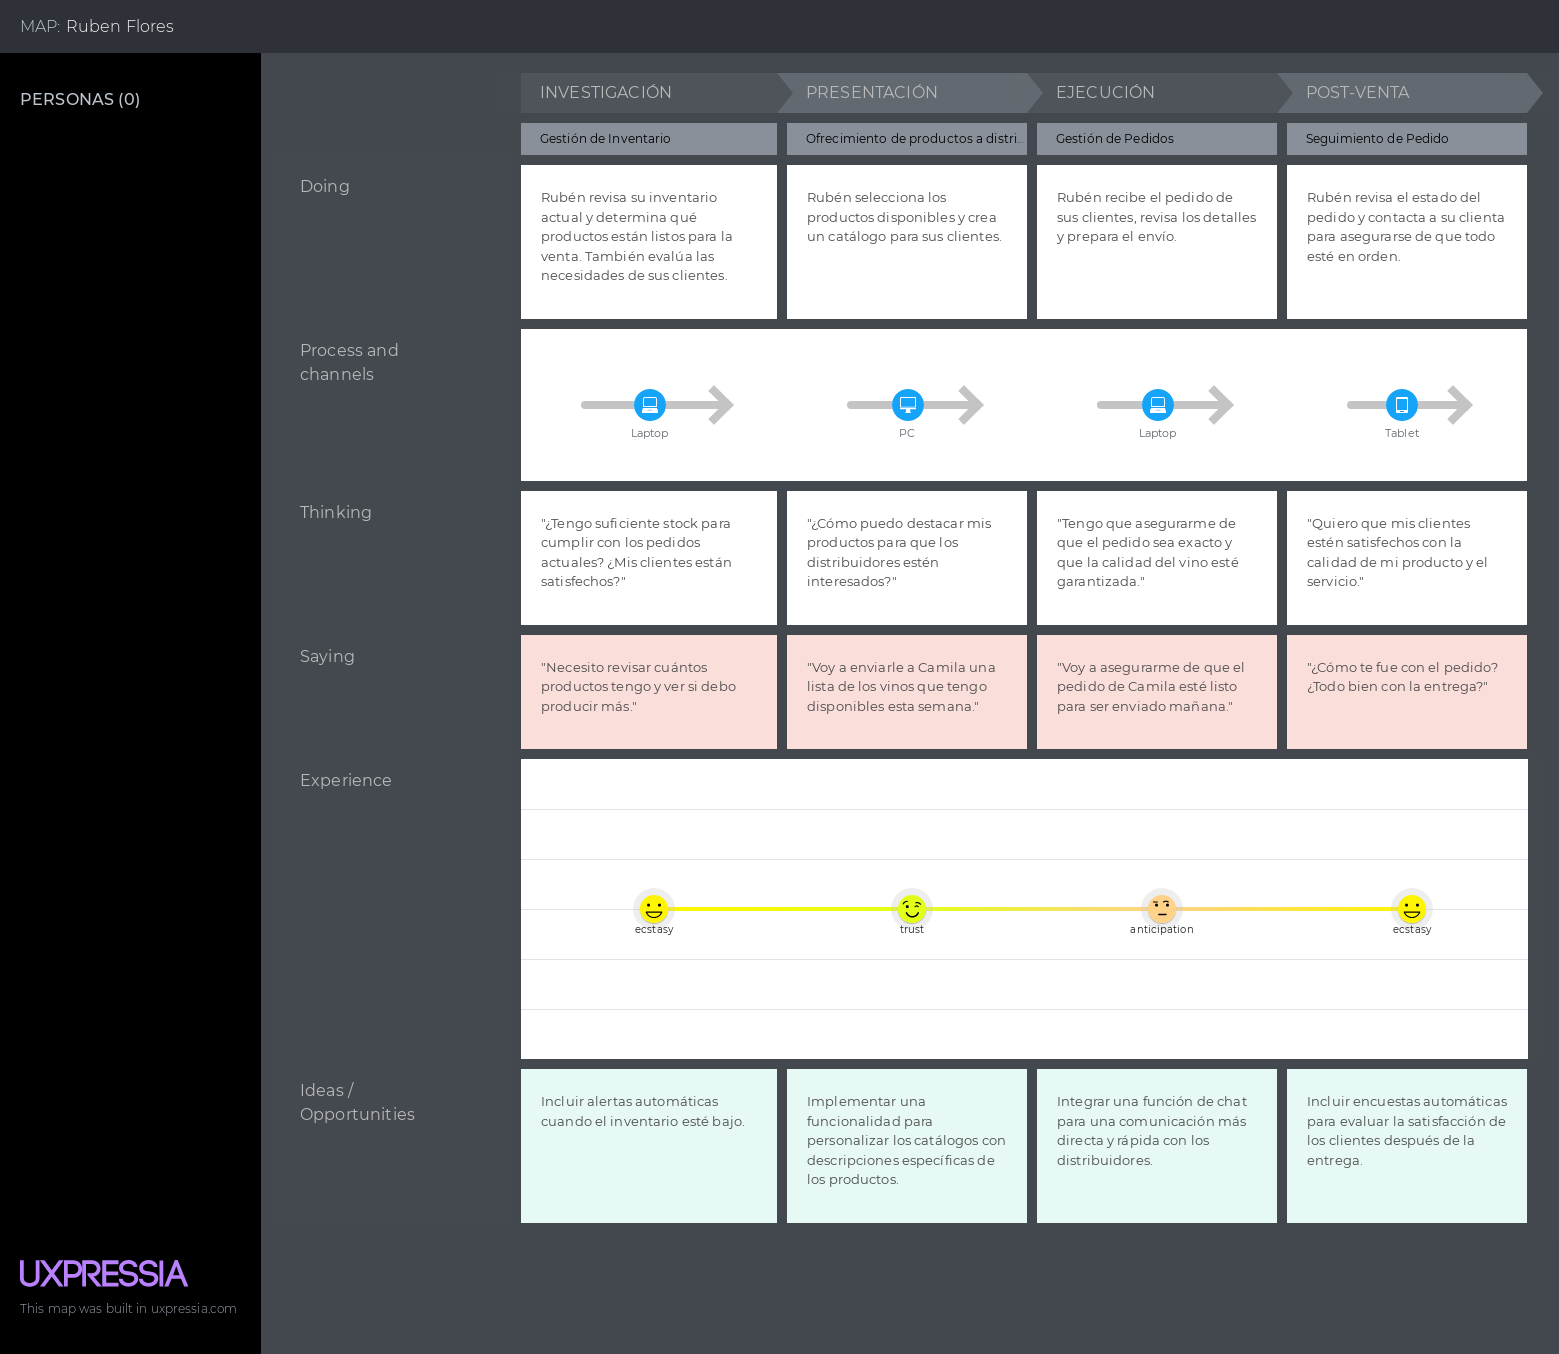 MAP: Ruben Flores
PERSONAS (0)
INVESTIGACIÓN
PRESENTACIÓN
EJECUCIÓN
POST-VENTA
Gestión de Inventario
Ofrecimiento de productos a distri...
Gestión de Pedidos
Seguimiento de Pedido
Doing
Rubén revisa su inventario
actual y determina qué
productos están listos para la
venta. También evalúa las
necesidades de sus clientes.
Rubén selecciona los
productos disponibles y crea
un catálogo para sus clientes.
Rubén recibe el pedido de
sus clientes, revisa los detalles
y prepara el envío.
Rubén revisa el estado del
pedido y contacta a su clienta
para asegurarse de que todo
esté en orden.
Process and
channels
Laptop
PC
Laptop
Tablet
Thinking
"¿Tengo suficiente stock para
cumplir con los pedidos
actuales? ¿Mis clientes están
satisfechos?"
"¿Cómo puedo destacar mis
productos para que los
distribuidores estén
interesados?"
"Tengo que asegurarme de
que el pedido sea exacto y
que la calidad del vino esté
garantizada."
"Quiero que mis clientes
estén satisfechos con la
calidad de mi producto y el
servicio."
Saying
"Necesito revisar cuántos
productos tengo y ver si debo
producir más."
"Voy a enviarle a Camila una
lista de los vinos que tengo
disponibles esta semana."
"Voy a asegurarme de que el
pedido de Camila esté listo
para ser enviado mañana."
"¿Cómo te fue con el pedido?
¿Todo bien con la entrega?"
Experience
ecstasy
trust
anticipation
ecstasy
Ideas /
Opportunities
Incluir alertas automáticas
cuando el inventario esté bajo.
Implementar una
funcionalidad para
personalizar los catálogos con
descripciones específicas de
los productos.
Integrar una función de chat
para una comunicación más
directa y rápida con los
distribuidores.
Incluir encuestas automáticas
para evaluar la satisfacción de
los clientes después de la
entrega.
UXPRESSIA
This map was built in uxpressia.com